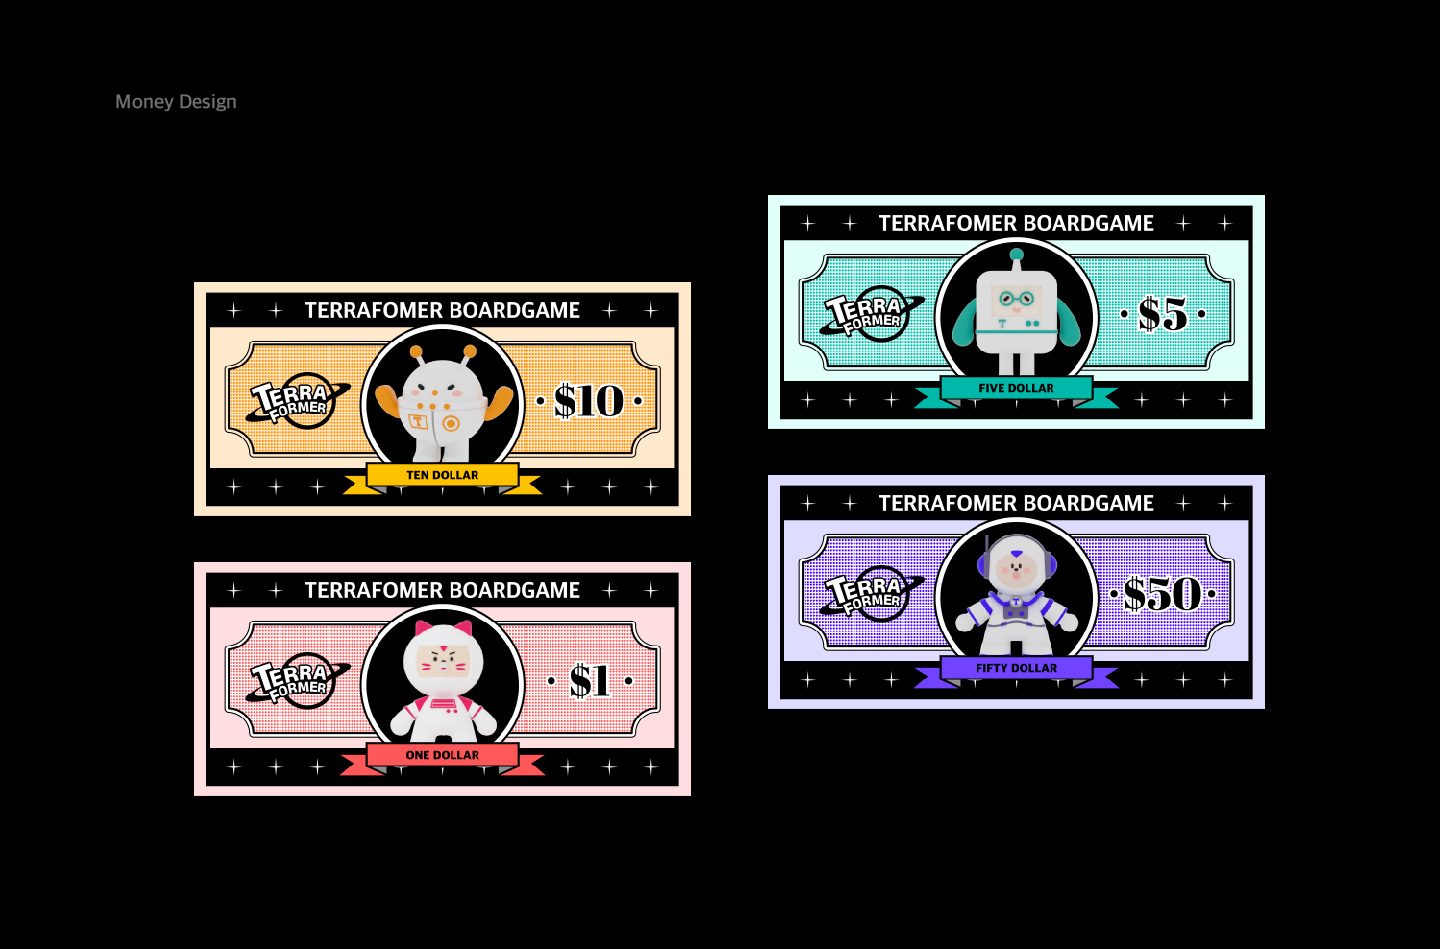 Money Design
TERRAFOMER BOARDGAME
TERRA
FORMER
$10
T
TEN DOLLAR
TERRAFOMER BOARDGAME
TERRA
FORMER
$1
ONE DOLLAR
TERRAFOMER BOARDGAME
TERRA
FORMER
$5
T
FIVE DOLLAR
TERRAFOMER BOARDGAME
TERRA
FORMER
$50
T
FIFTY DOLLAR